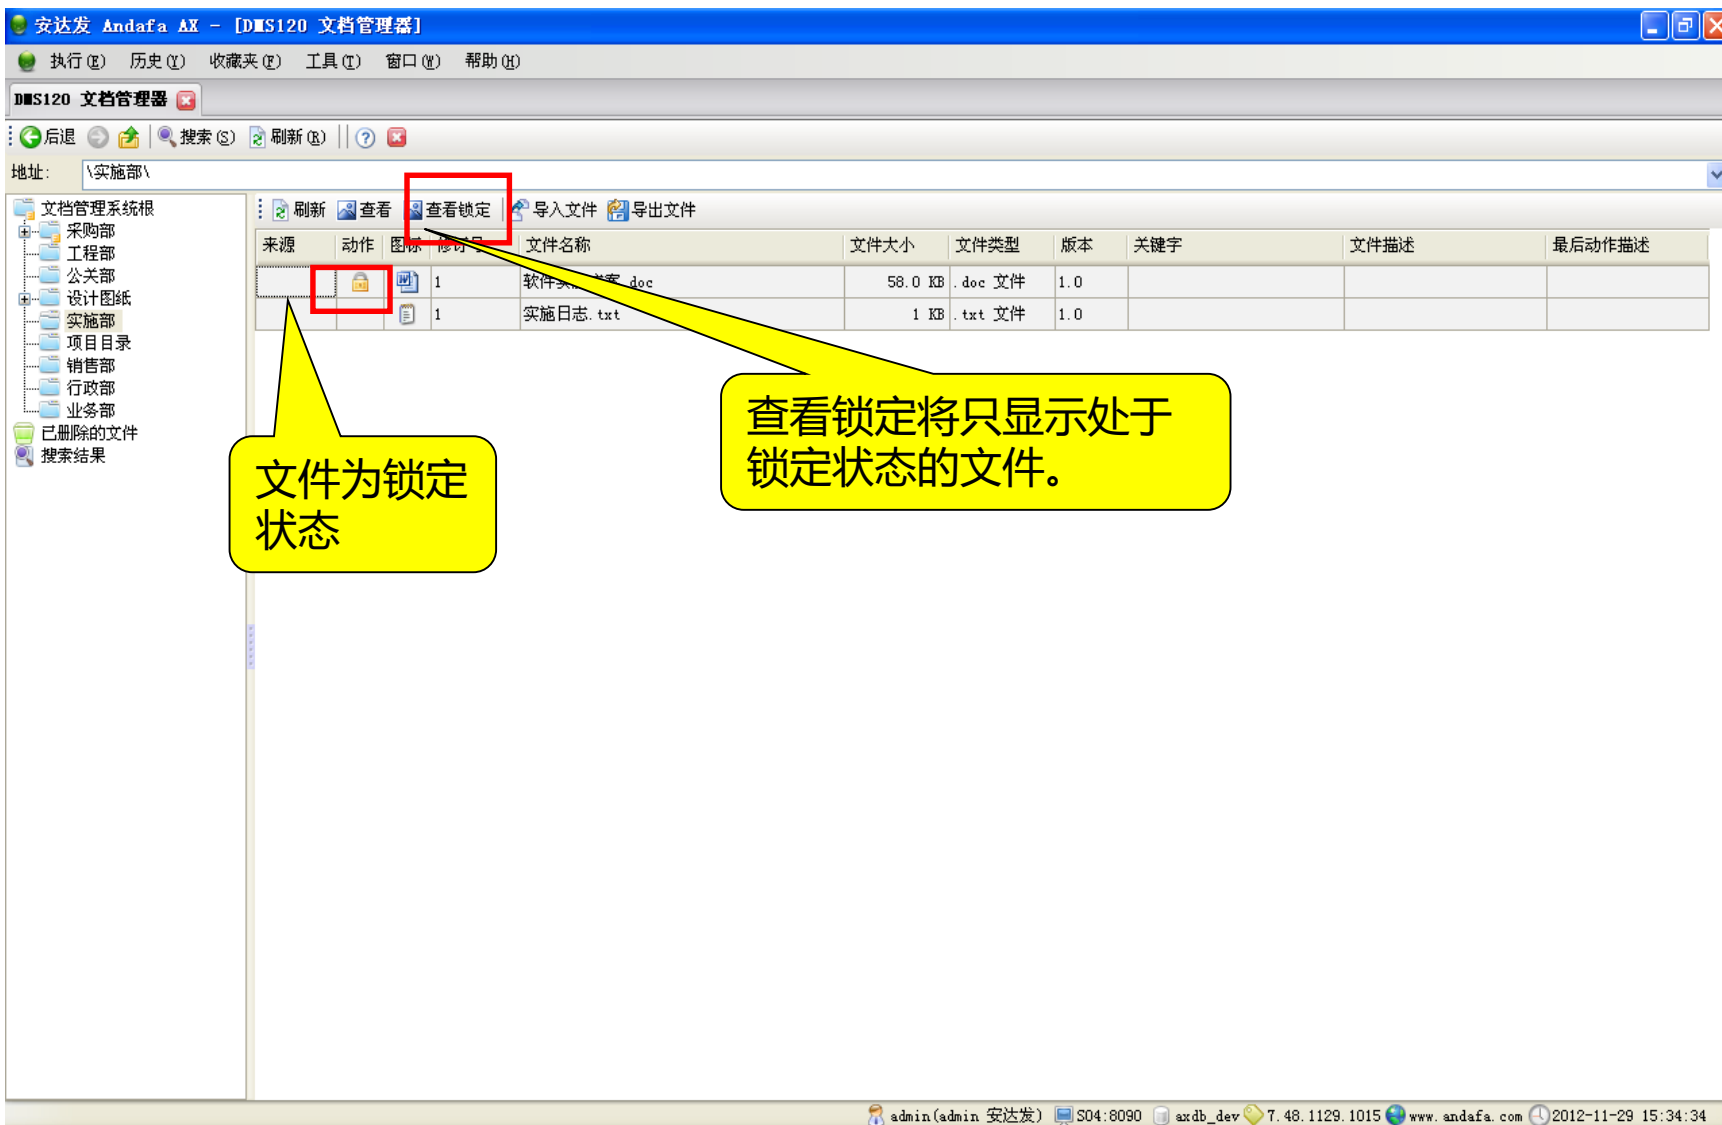 安达发 Andafa AX - [DMS120 文档管理器]
执行(E) 历史(Y) 收藏夹(F) 工具(T) 窗口(W) 帮助(H)
DMS120 文档管理器
后退 搜索(S) 刷新(R)
地址: \实施部\
刷新 查看 查看锁定 导入文件 导出文件
来源 动作 图标 文件名称 文件大小 文件类型 版本 关键字 文件描述 最后动作描述
1 .doc 58.0 KB .doc 文件 1.0
1 实施日志.txt 1 KB .txt 文件 1.0
文档管理系统根
采购部
工程部
公关部
设计图纸
实施部
项目目录
销售部
行政部
业务部
已删除的文件
搜索结果
文件为锁定
状态
查看锁定将只显示处于
锁定状态的文件。
admin(admin 安达发) S04:8090 axdb_dev 7.48.1129.1015 www.andafa.com 2012-11-29 15:34:34